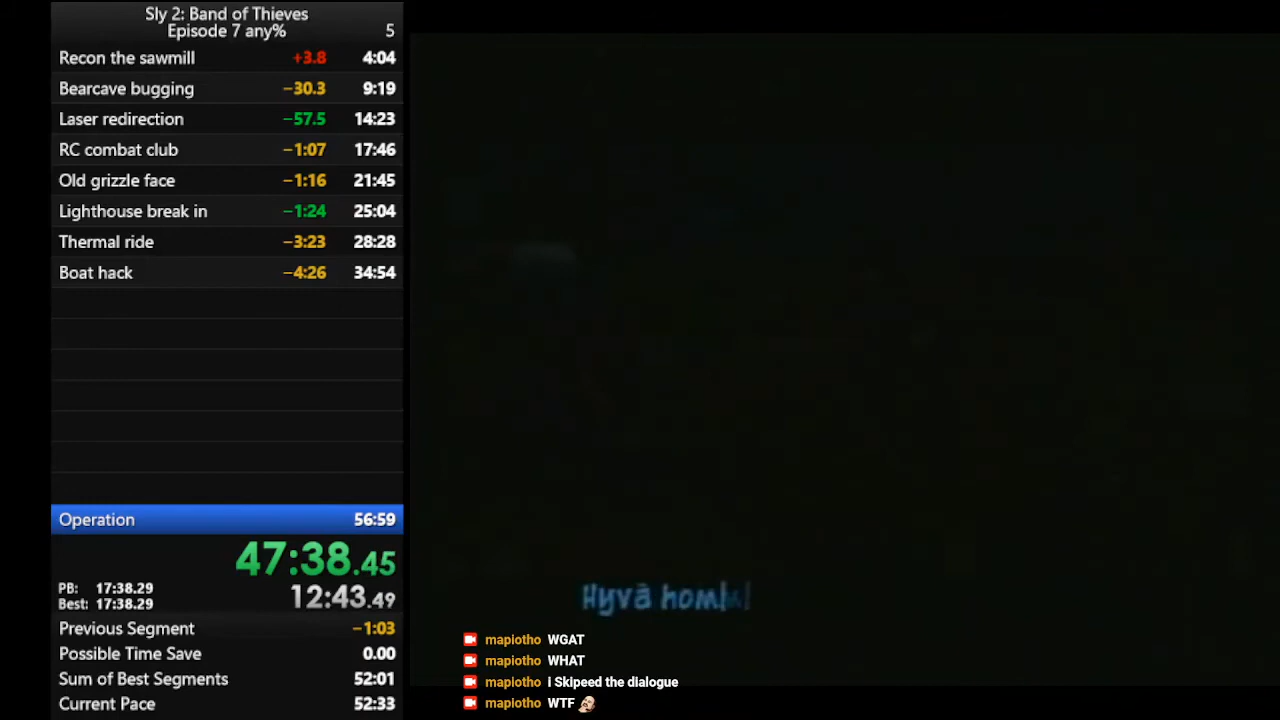 Sly 2: Band of Thieves
Episode 7 any% 5
Recon the sawmill +3.8 4:04
Bearcave bugging −30.3 9:19
Laser redirection −57.5 14:23
RC combat club −1:07 17:46
Old grizzle face −1:16 21:45
Lighthouse break in −1:24 25:04
Thermal ride −3:23 28:28
Boat hack −4:26 34:54
Operation 56:59
47:38.45
PB: 17:38.29
Best: 17:38.29
12:43.49
Previous Segment −1:03
Possible Time Save 0.00
Sum of Best Segments 52:01
Current Pace 52:33
Hyvä
mapiotho WGAT
mapiotho WHAT
mapiotho i Skipeed the dialogue
mapiotho WTF